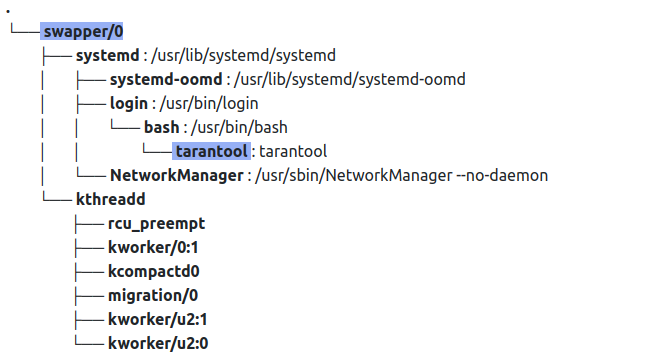 .
└── swapper/0
├── systemd : /usr/lib/systemd/systemd
│ ├── systemd-oomd : /usr/lib/systemd/systemd-oomd
│ ├── login : /usr/bin/login
│ │ └── bash : /usr/bin/bash
│ │ └── tarantool : tarantool
│ └── NetworkManager : /usr/sbin/NetworkManager --no-daemon
└── kthreadd
├── rcu_preempt
├── kworker/0:1
├── kcompactd0
├── migration/0
├── kworker/u2:1
└── kworker/u2:0